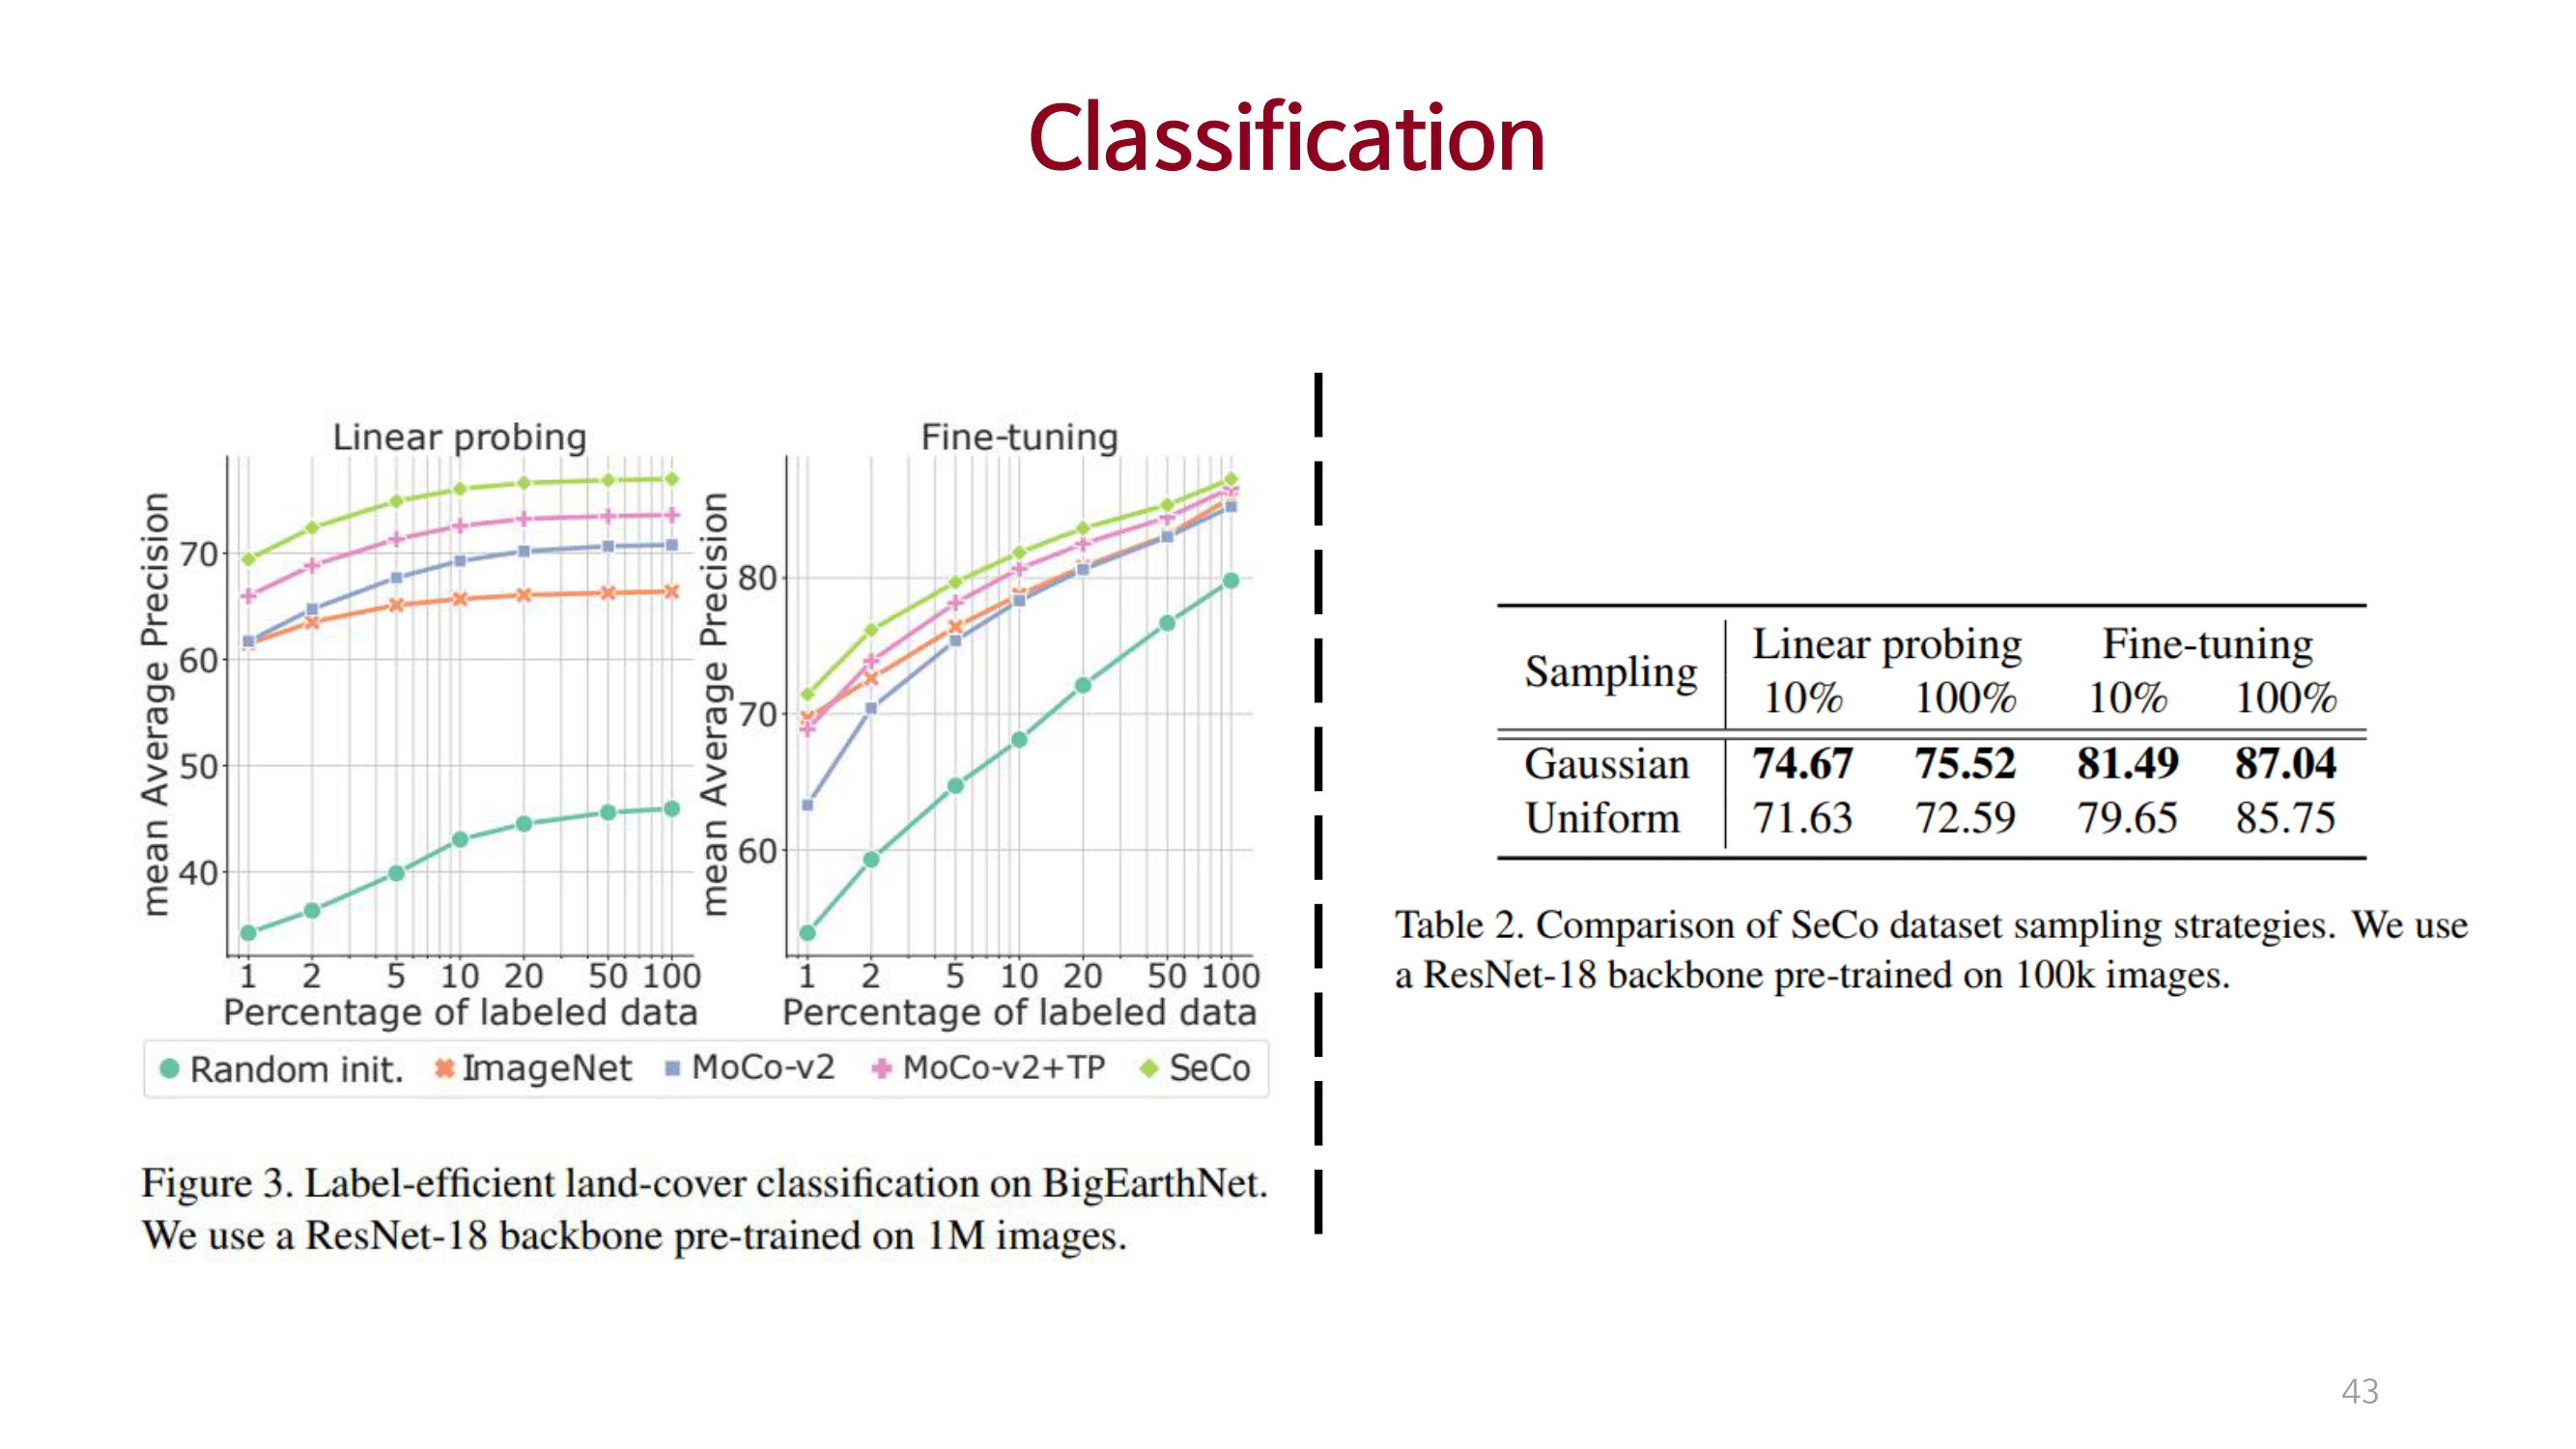 Classification
Linear probing
mean Average Precision
70
60
50
40
1 2 5 10 20 50 100
Percentage of labeled data
Fine-tuning
mean Average Precision
80
70
60
1 2 5 10 20 50 100
Percentage of labeled data
Random init. ImageNet MoCo-v2 MoCo-v2+TP SeCo
Figure 3. Label-efficient land-cover classification on BigEarthNet.
We use a ResNet-18 backbone pre-trained on 1M images.
Sampling Linear probing Fine-tuning
10% 100% 10% 100%
Gaussian 74.67 75.52 81.49 87.04
Uniform 71.63 72.59 79.65 85.75
Table 2. Comparison of SeCo dataset sampling strategies. We use
a ResNet-18 backbone pre-trained on 100k images.
43